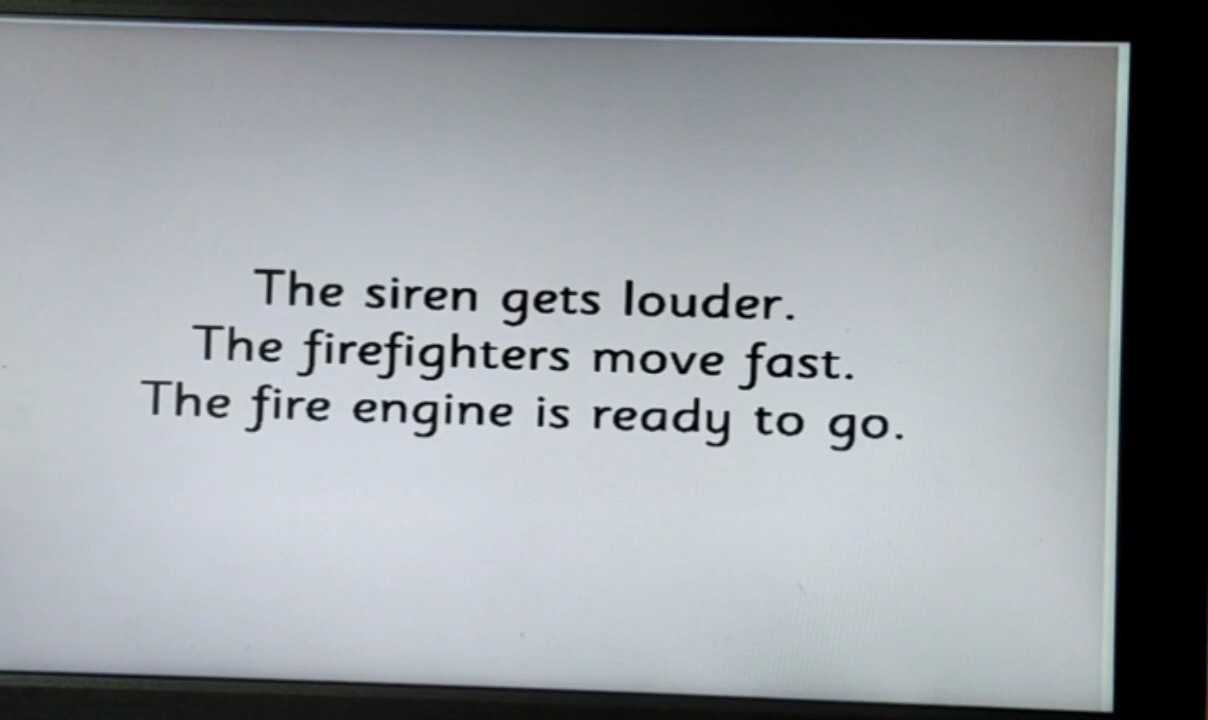 The siren gets louder.
The firefighters move fast.
The fire engine is ready to go.